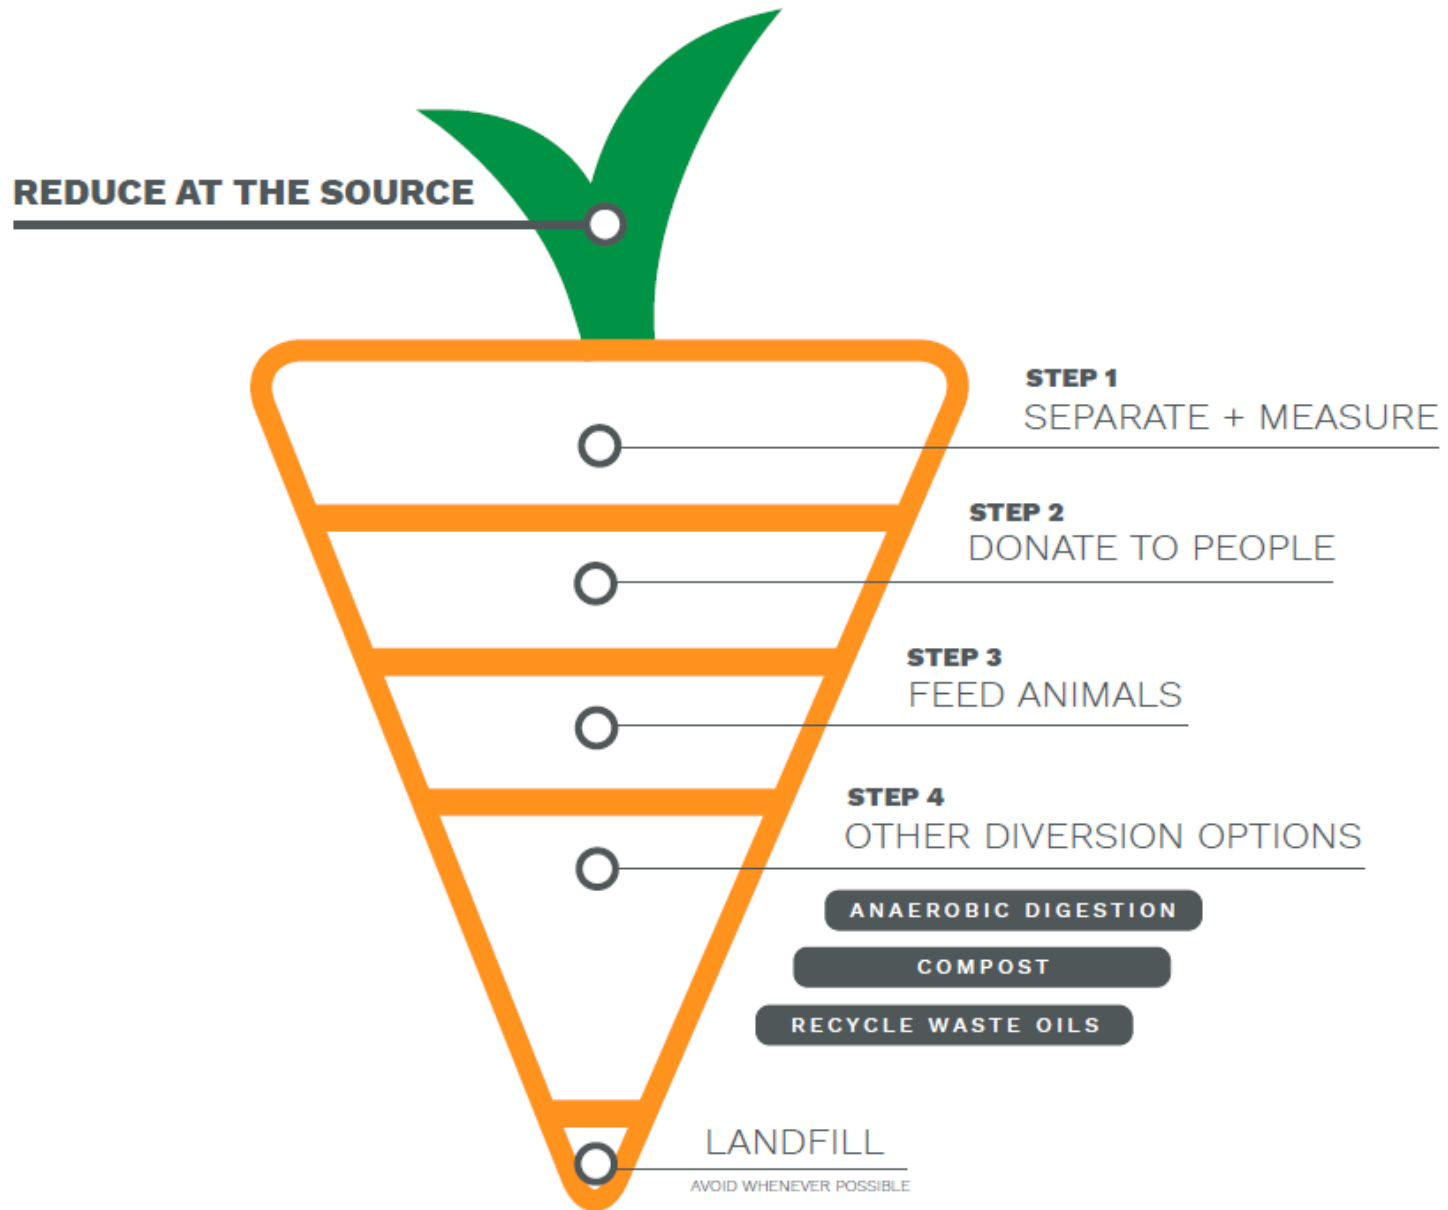 REDUCE AT THE SOURCE
STEP 1
SEPARATE + MEASURE
STEP 2
DONATE TO PEOPLE
STEP 3
FEED ANIMALS
STEP 4
OTHER DIVERSION OPTIONS
ANAEROBIC DIGESTION
COMPOST
RECYCLE WASTE OILS
LANDFILL
AVOID WHENEVER POSSIBLE